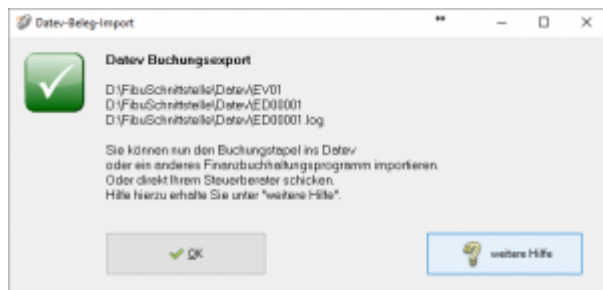 Datev-Beleg-Import
Datev Buchungsexport
D:\FibuSchnittstelle\Datev\EV01
D:\FibuSchnittstelle\Datev\ED00001
D:\FibuSchnittstelle\Datev\ED00001.log
Sie können nun den Buchungstapel ins Datev
oder ein anderes Finanzbuchhaltungsprogramm importieren.
Oder direkt Ihrem Steuerberater schicken.
Hilfe hierzu erhalte Sie unter "weitere Hilfe".
OK
weitere Hilfe